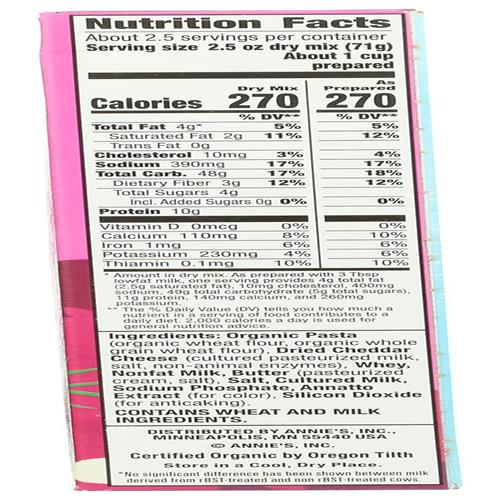 Nutrition Facts
About 2.5 servings per container
Serving size 2.5 oz dry mix (71g)
About 1 cup
prepared
Dry Mix As Prepared
Calories 270 270
% DV** % DV**
Total Fat 4g* 5% 5%
Saturated Fat 2g 11% 12%
Trans Fat 0g
Cholesterol 10mg 3% 4%
Sodium 390mg 17% 17%
Total Carb. 48g 17% 18%
Dietary Fiber 3g 12% 12%
Total Sugars 4g
Incl. Added Sugars 0g 0% 0%
Protein 10g
Vitamin D 0mcg 0% 0%
Calcium 110mg 8% 10%
Iron 1mg 6% 6%
Potassium 230mg 4% 6%
Thiamin 0.1mg 10% 10%
*Amount in dry mix. As prepared with 3 Tbsp
lowfat milk, one serving provides 4g total fat
(2.5g saturated fat), 10mg cholesterol, 400mg
sodium, 49g total carbohydrate (5g total sugars),
11g protein, 140mg calcium, and 260mg
potassium.
**The % Daily Value (DV) tells you how much a
nutrient in a serving of food contributes to a
daily diet. 2,000 calories a day is used for
general nutrition advice.
Ingredients: Organic Pasta
(organic wheat flour, organic whole
grain wheat flour), Dried Cheddar
Cheese (cultured pasteurized milk,
salt, non-animal enzymes), Whey,
Nonfat Milk, Butter (pasteurized
cream, salt), Salt, Cultured Milk,
Sodium Phosphate, Annatto
Extract (for color), Silicon Dioxide
(for anticaking).
CONTAINS WHEAT AND MILK
INGREDIENTS.
DISTRIBUTED BY ANNIE'S, INC.,
MINNEAPOLIS, MN 55440 USA
© ANNIE'S, INC.
Certified Organic by Oregon Tilth
Store in a Cool, Dry Place
*No significant difference has been shown between milk
derived from rBST-treated and non rBST-treated cows.